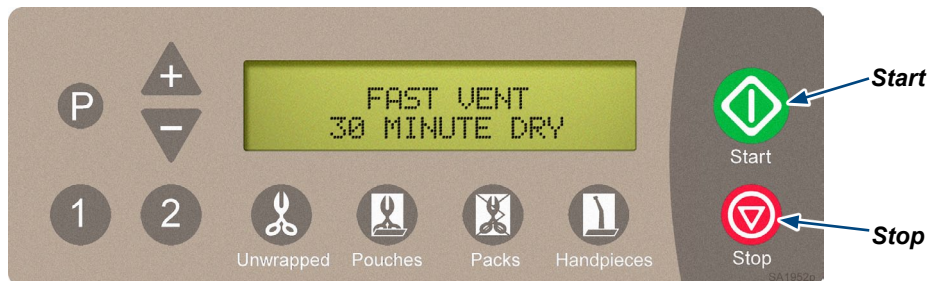 P
+
−
FAST VENT
30 MINUTE DRY
Start
Start
1
2
Unwrapped
Pouches
Packs
Handpieces
Stop
Stop
SA1952p